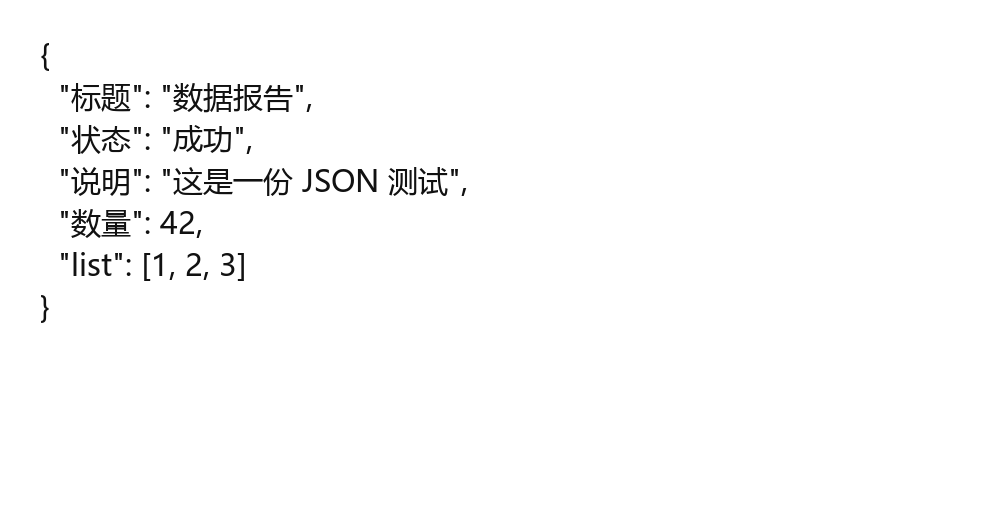 {
  "标题": "数据报告",
  "状态": "成功",
  "说明": "这是一份 JSON 测试",
  "数量": 42,
  "list": [1, 2, 3]
}